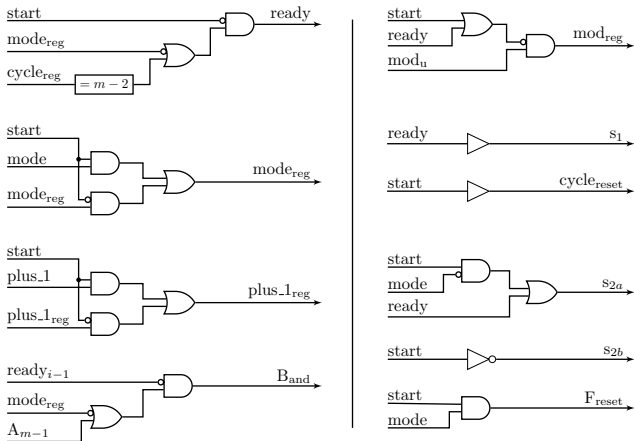 start
ready
mode_reg
cycle_reg
= m − 2
start
mode
mode_reg
mode_reg
start
plus_1
plus_1_reg
plus_1_reg
ready_{i−1}
B_and
mode_reg
A_{m−1}
start
ready
mod_reg
mod_u
ready
s_1
start
cycle_reset
start
mode
s_{2a}
ready
start
s_{2b}
start
F_reset
mode